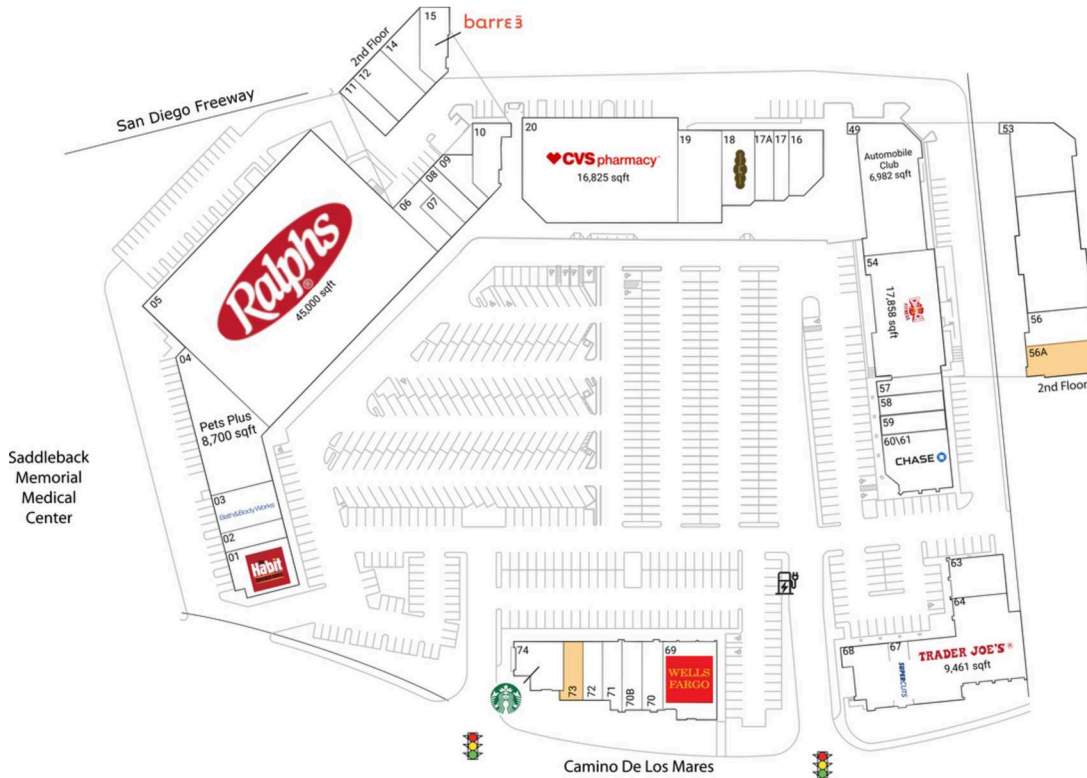 15
barre3
2nd Floor
14
12
11
San Diego Freeway
10
09
08
07
06
20
CVS pharmacy
16,825 sqft
19
18
17A
17
16
49
Automobile
Club
6,982 sqft
53
Ralphs
45,000 sqft
05
54
17,858 sqft
56
56A
2nd Floor
04
Pets Plus
8,700 sqft
57
58
59
60\61
CHASE
Saddleback
Memorial
Medical
Center
03
Bath&BodyWorks
02
01
Habit
63
64
74
73
72
71
70B
70
69
WELLS
FARGO
68
67
SUPERCUTS
TRADER JOE'S
9,461 sqft
Camino De Los Mares